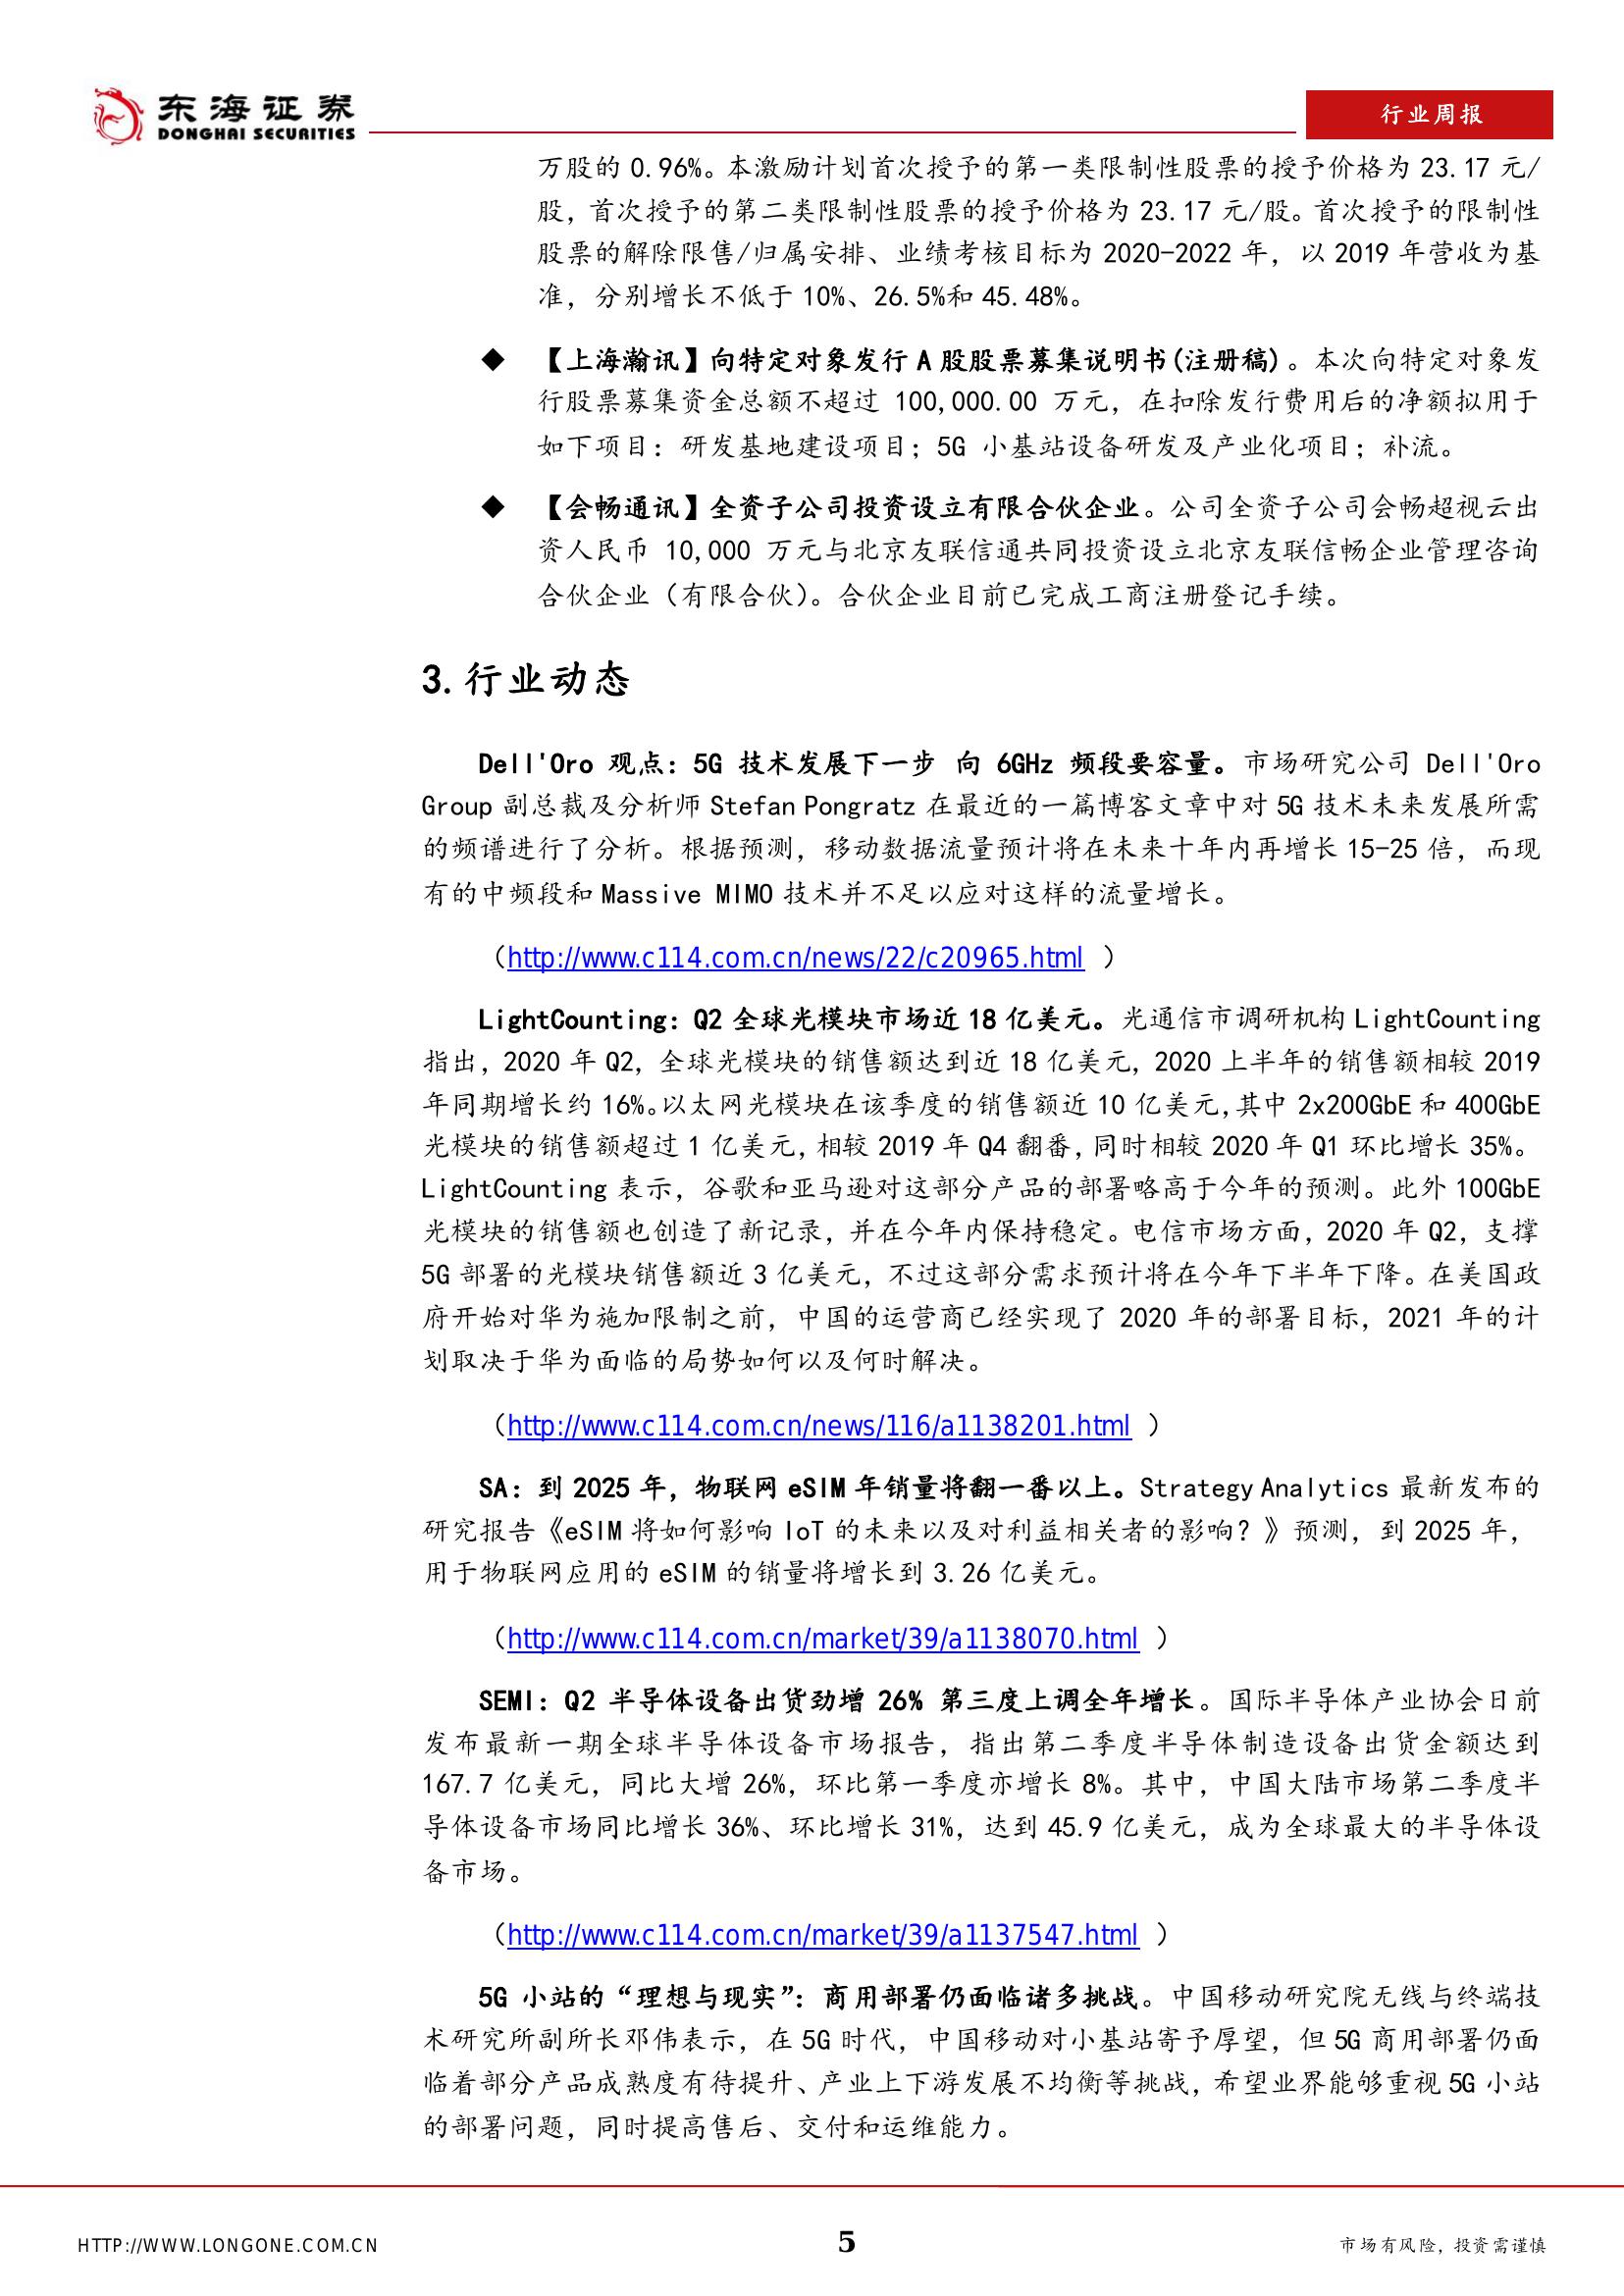 东海证券
DONGHAI SECURITIES
行业周报
万股的 0.96%。本激励计划首次授予的第一类限制性股票的授予价格为 23.17 元/
股，首次授予的第二类限制性股票的授予价格为 23.17 元/股。首次授予的限制性
股票的解除限售/归属安排、业绩考核目标为 2020-2022 年，以 2019 年营收为基
准，分别增长不低于 10%、26.5%和 45.48%。
◆ 【上海瀚讯】向特定对象发行 A 股股票募集说明书(注册稿)。本次向特定对象发
行股票募集资金总额不超过 100,000.00 万元，在扣除发行费用后的净额拟用于
如下项目：研发基地建设项目；5G 小基站设备研发及产业化项目；补流。
◆ 【会畅通讯】全资子公司投资设立有限合伙企业。公司全资子公司会畅超视云出
资人民币 10,000 万元与北京友联信通共同投资设立北京友联信畅企业管理咨询
合伙企业（有限合伙）。合伙企业目前已完成工商注册登记手续。
3.行业动态
Dell'Oro 观点：5G 技术发展下一步 向 6GHz 频段要容量。市场研究公司 Dell'Oro
Group 副总裁及分析师 Stefan Pongratz 在最近的一篇博客文章中对 5G 技术未来发展所需
的频谱进行了分析。根据预测，移动数据流量预计将在未来十年内再增长 15-25 倍，而现
有的中频段和 Massive MIMO 技术并不足以应对这样的流量增长。
（http://www.c114.com.cn/news/22/c20965.html ）
LightCounting：Q2 全球光模块市场近 18 亿美元。光通信市调研机构 LightCounting
指出，2020 年 Q2，全球光模块的销售额达到近 18 亿美元，2020 上半年的销售额相较 2019
年同期增长约 16%。以太网光模块在该季度的销售额近 10 亿美元，其中 2x200GbE 和 400GbE
光模块的销售额超过 1 亿美元，相较 2019 年 Q4 翻番，同时相较 2020 年 Q1 环比增长 35%。
LightCounting 表示，谷歌和亚马逊对这部分产品的部署略高于今年的预测。此外 100GbE
光模块的销售额也创造了新记录，并在今年内保持稳定。电信市场方面，2020 年 Q2，支撑
5G 部署的光模块销售额近 3 亿美元，不过这部分需求预计将在今年下半年下降。在美国政
府开始对华为施加限制之前，中国的运营商已经实现了 2020 年的部署目标，2021 年的计
划取决于华为面临的局势如何以及何时解决。
（http://www.c114.com.cn/news/116/a1138201.html ）
SA：到 2025 年，物联网 eSIM 年销量将翻一番以上。Strategy Analytics 最新发布的
研究报告《eSIM 将如何影响 IoT 的未来以及对利益相关者的影响？》预测，到 2025 年，
用于物联网应用的 eSIM 的销量将增长到 3.26 亿美元。
（http://www.c114.com.cn/market/39/a1138070.html ）
SEMI：Q2 半导体设备出货劲增 26% 第三度上调全年增长。国际半导体产业协会日前
发布最新一期全球半导体设备市场报告，指出第二季度半导体制造设备出货金额达到
167.7 亿美元，同比大增 26%，环比第一季度亦增长 8%。其中，中国大陆市场第二季度半
导体设备市场同比增长 36%、环比增长 31%，达到 45.9 亿美元，成为全球最大的半导体设
备市场。
（http://www.c114.com.cn/market/39/a1137547.html ）
5G 小站的“理想与现实”：商用部署仍面临诸多挑战。中国移动研究院无线与终端技
术研究所副所长邓伟表示，在 5G 时代，中国移动对小基站寄予厚望，但 5G 商用部署仍面
临着部分产品成熟度有待提升、产业上下游发展不均衡等挑战，希望业界能够重视 5G 小站
的部署问题，同时提高售后、交付和运维能力。
HTTP://WWW.LONGONE.COM.CN
5
市场有风险，投资需谨慎